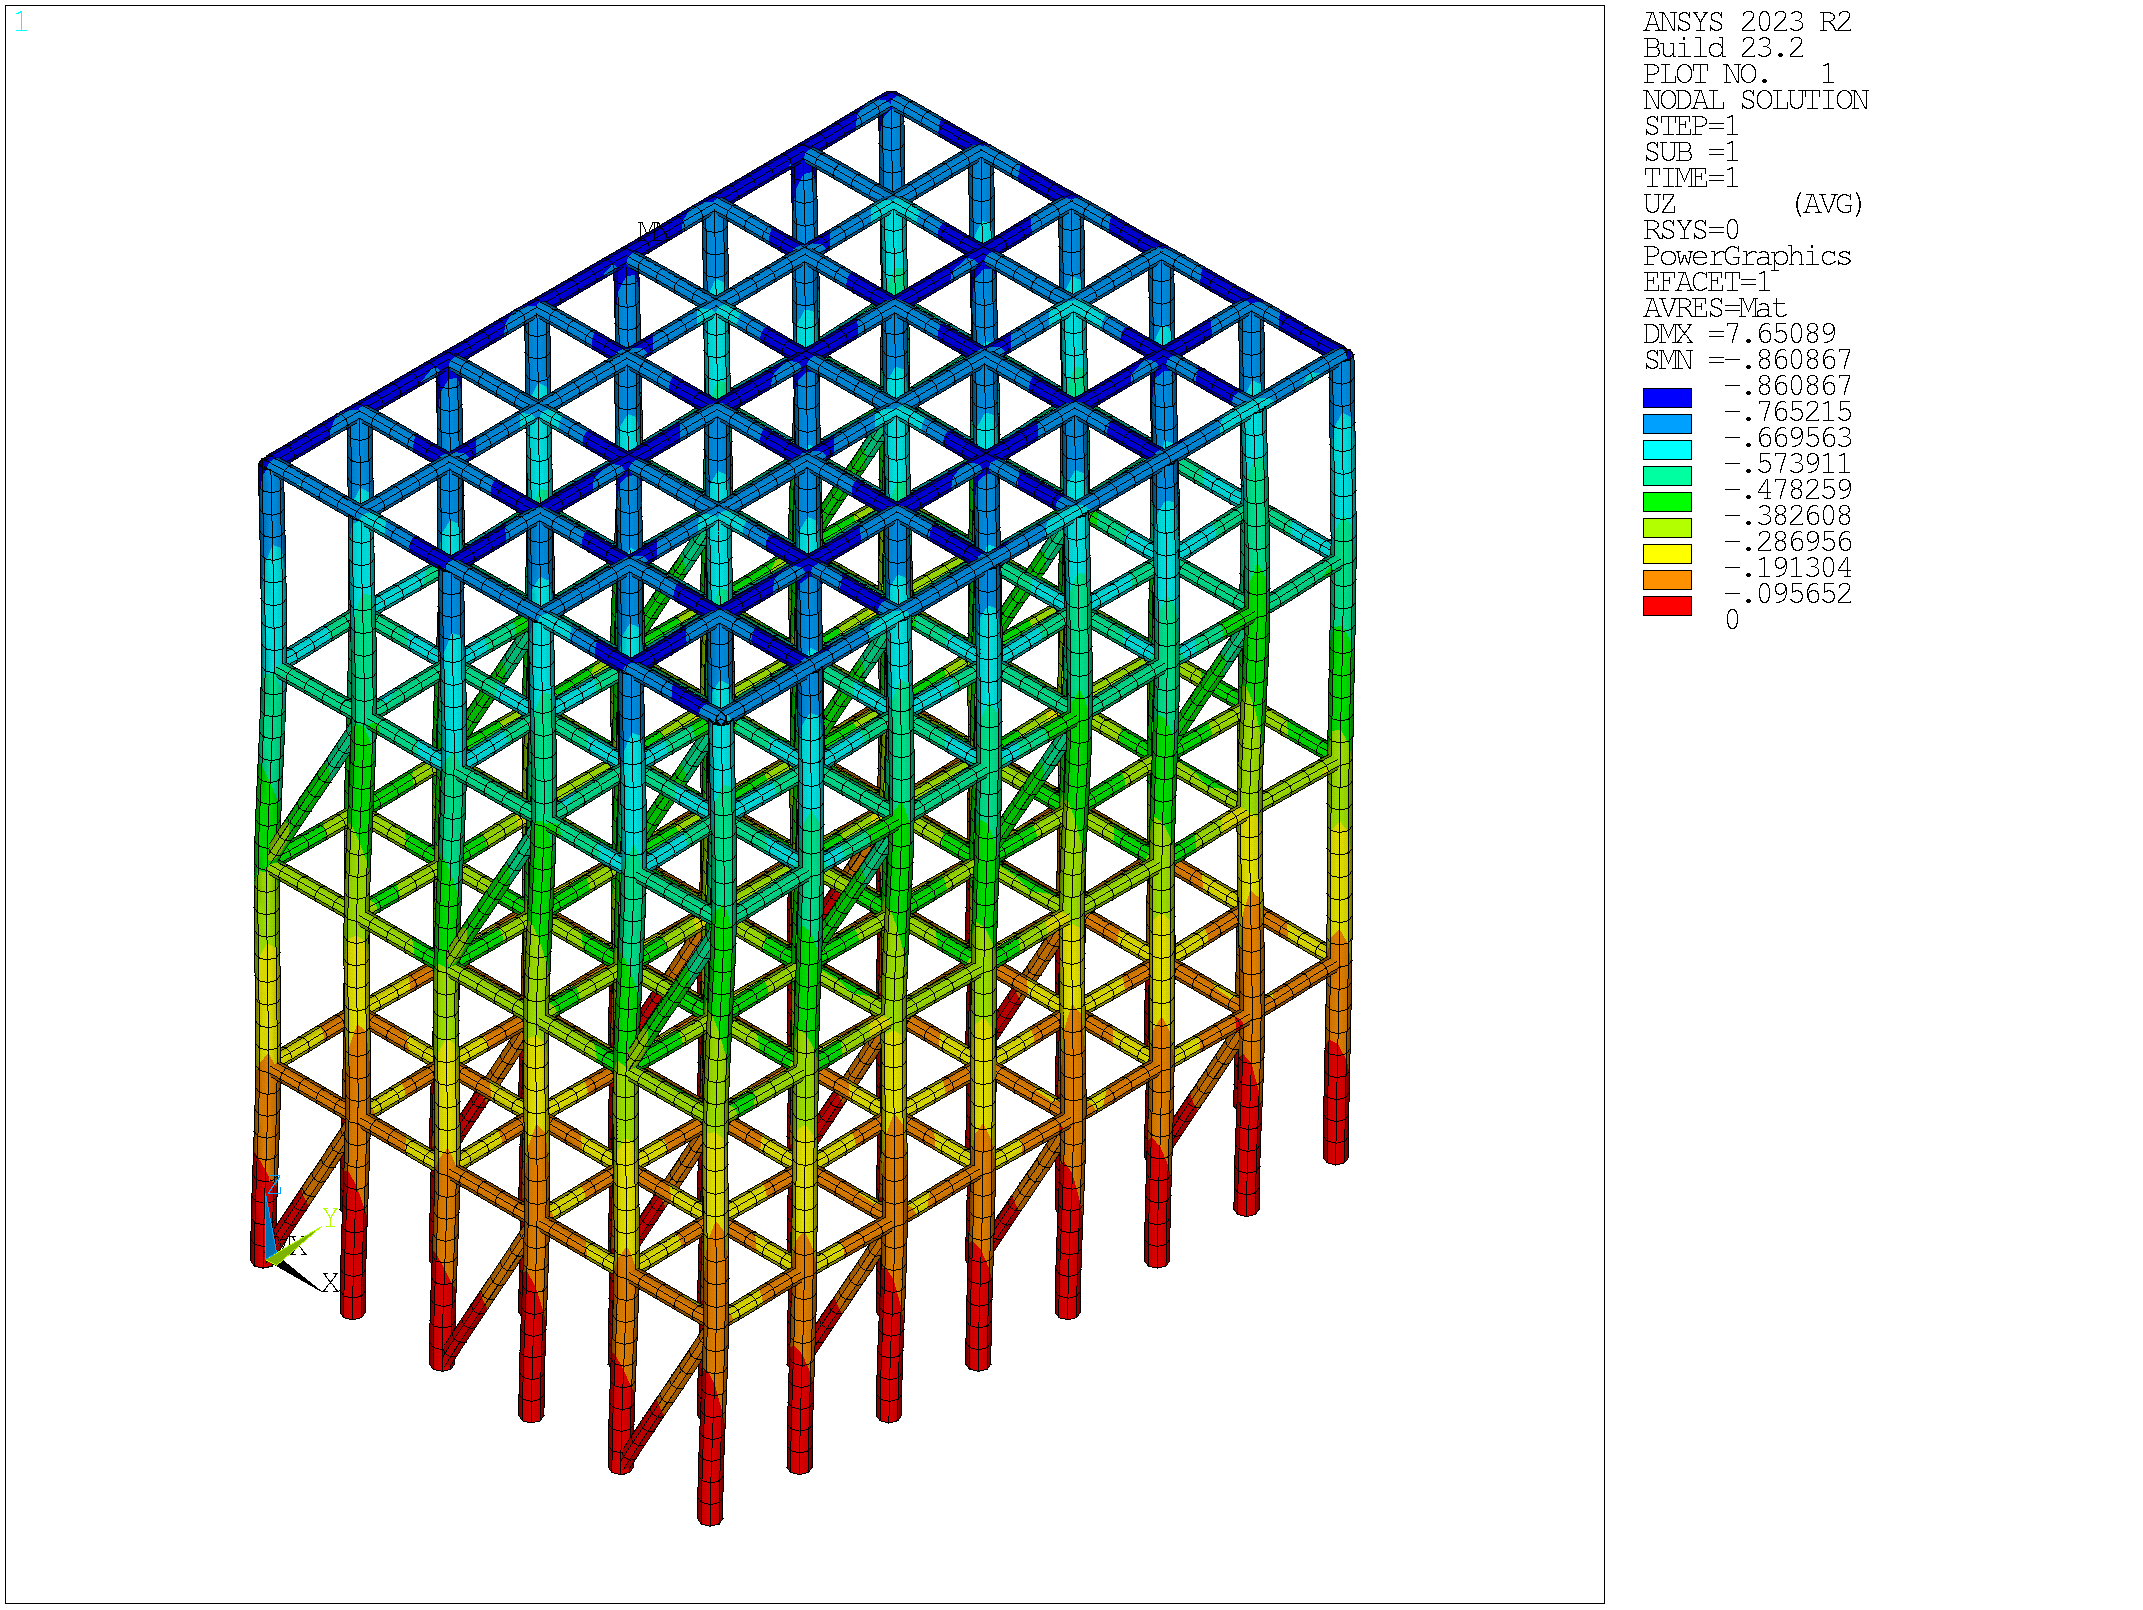 1
ANSYS 2023 R2
Build 23.2
PLOT NO. 1
NODAL SOLUTION
STEP=1
SUB =1
TIME=1
UZ (AVG)
RSYS=0
PowerGraphics
EFACET=1
AVRES=Mat
DMX =7.65089
SMN =-.860867
-.860867
-.765215
-.669563
-.573911
-.478259
-.382608
-.286956
-.191304
-.095652
0
MN
Z
Y
MX
X